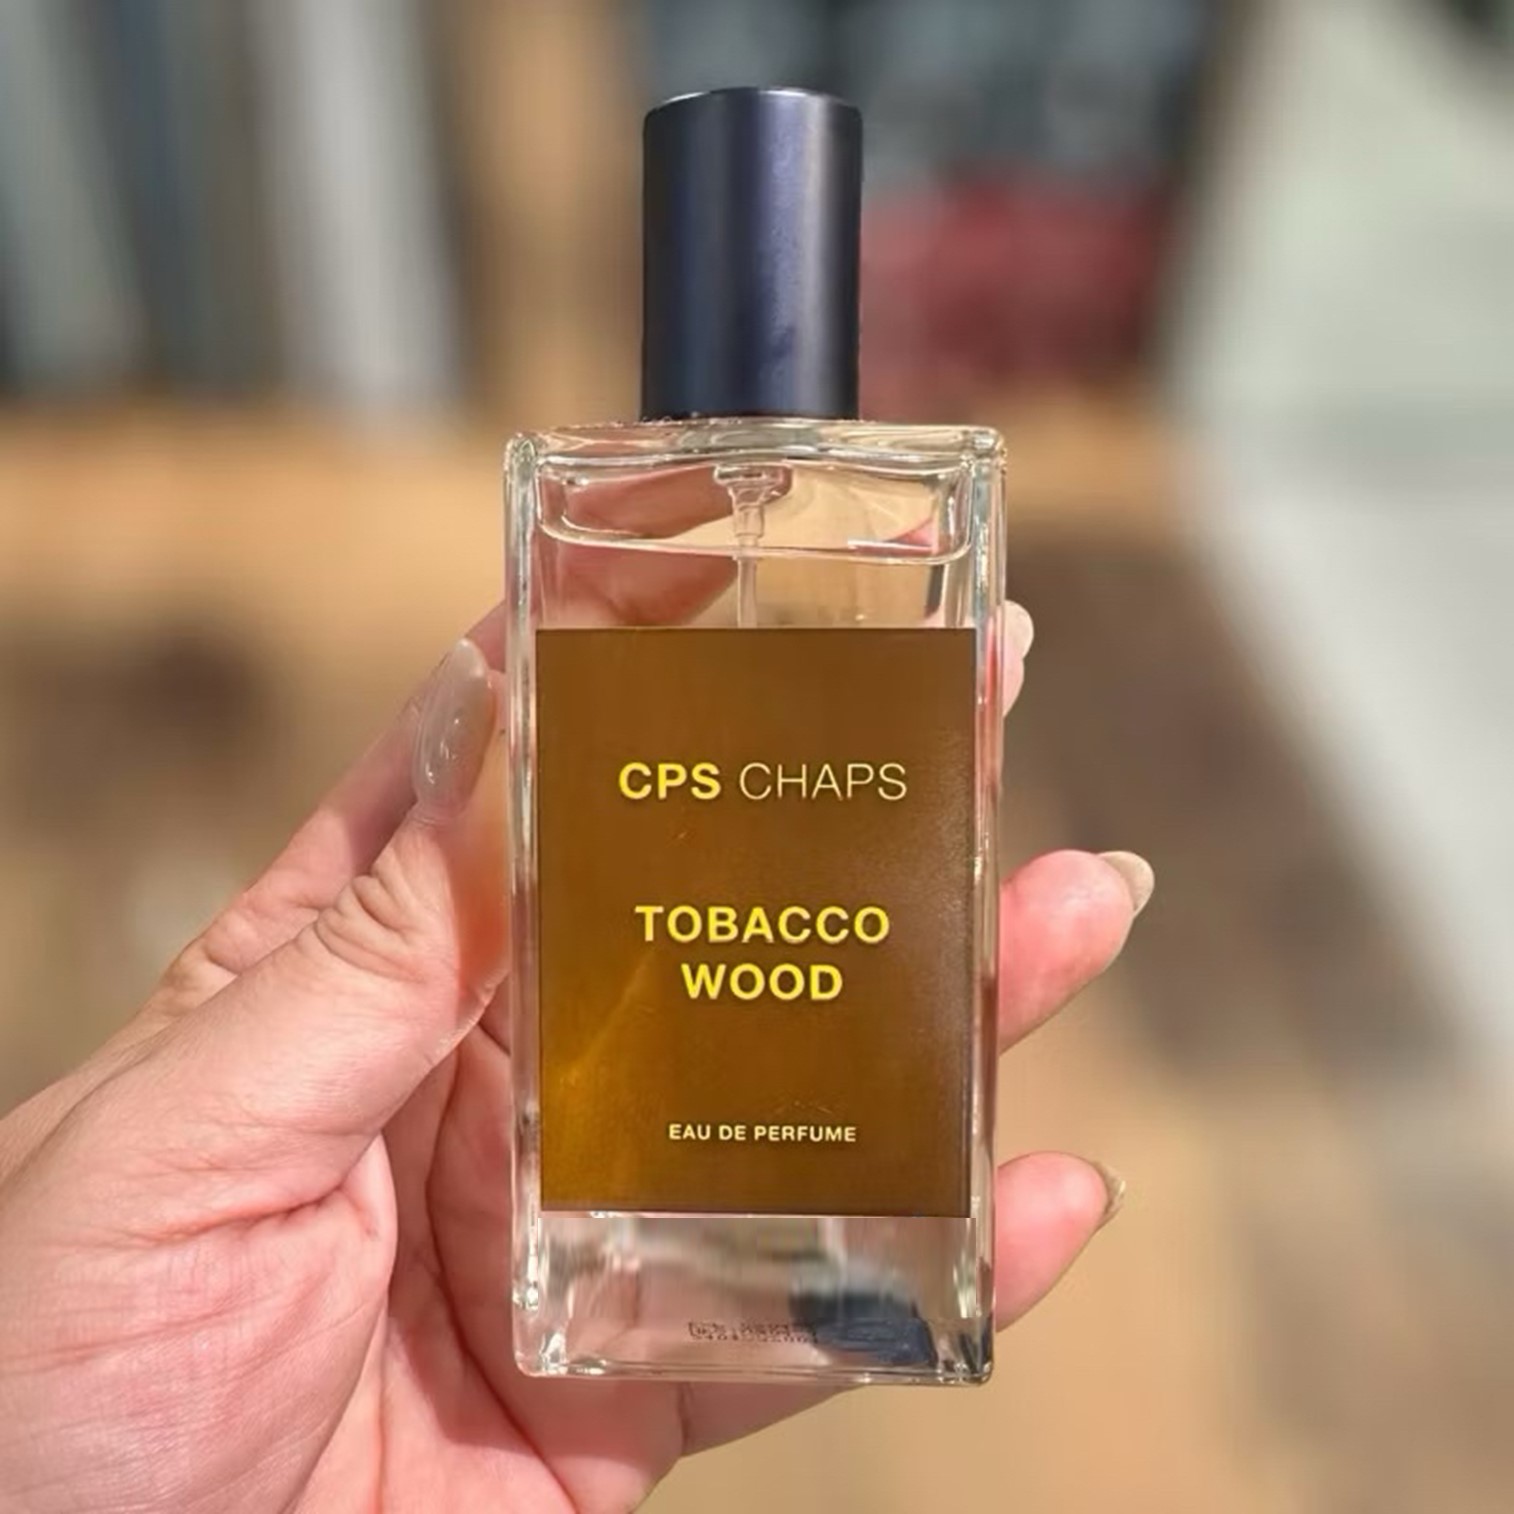 CPS CHAPS
TOBACCO
WOOD
EAU DE PERFUME